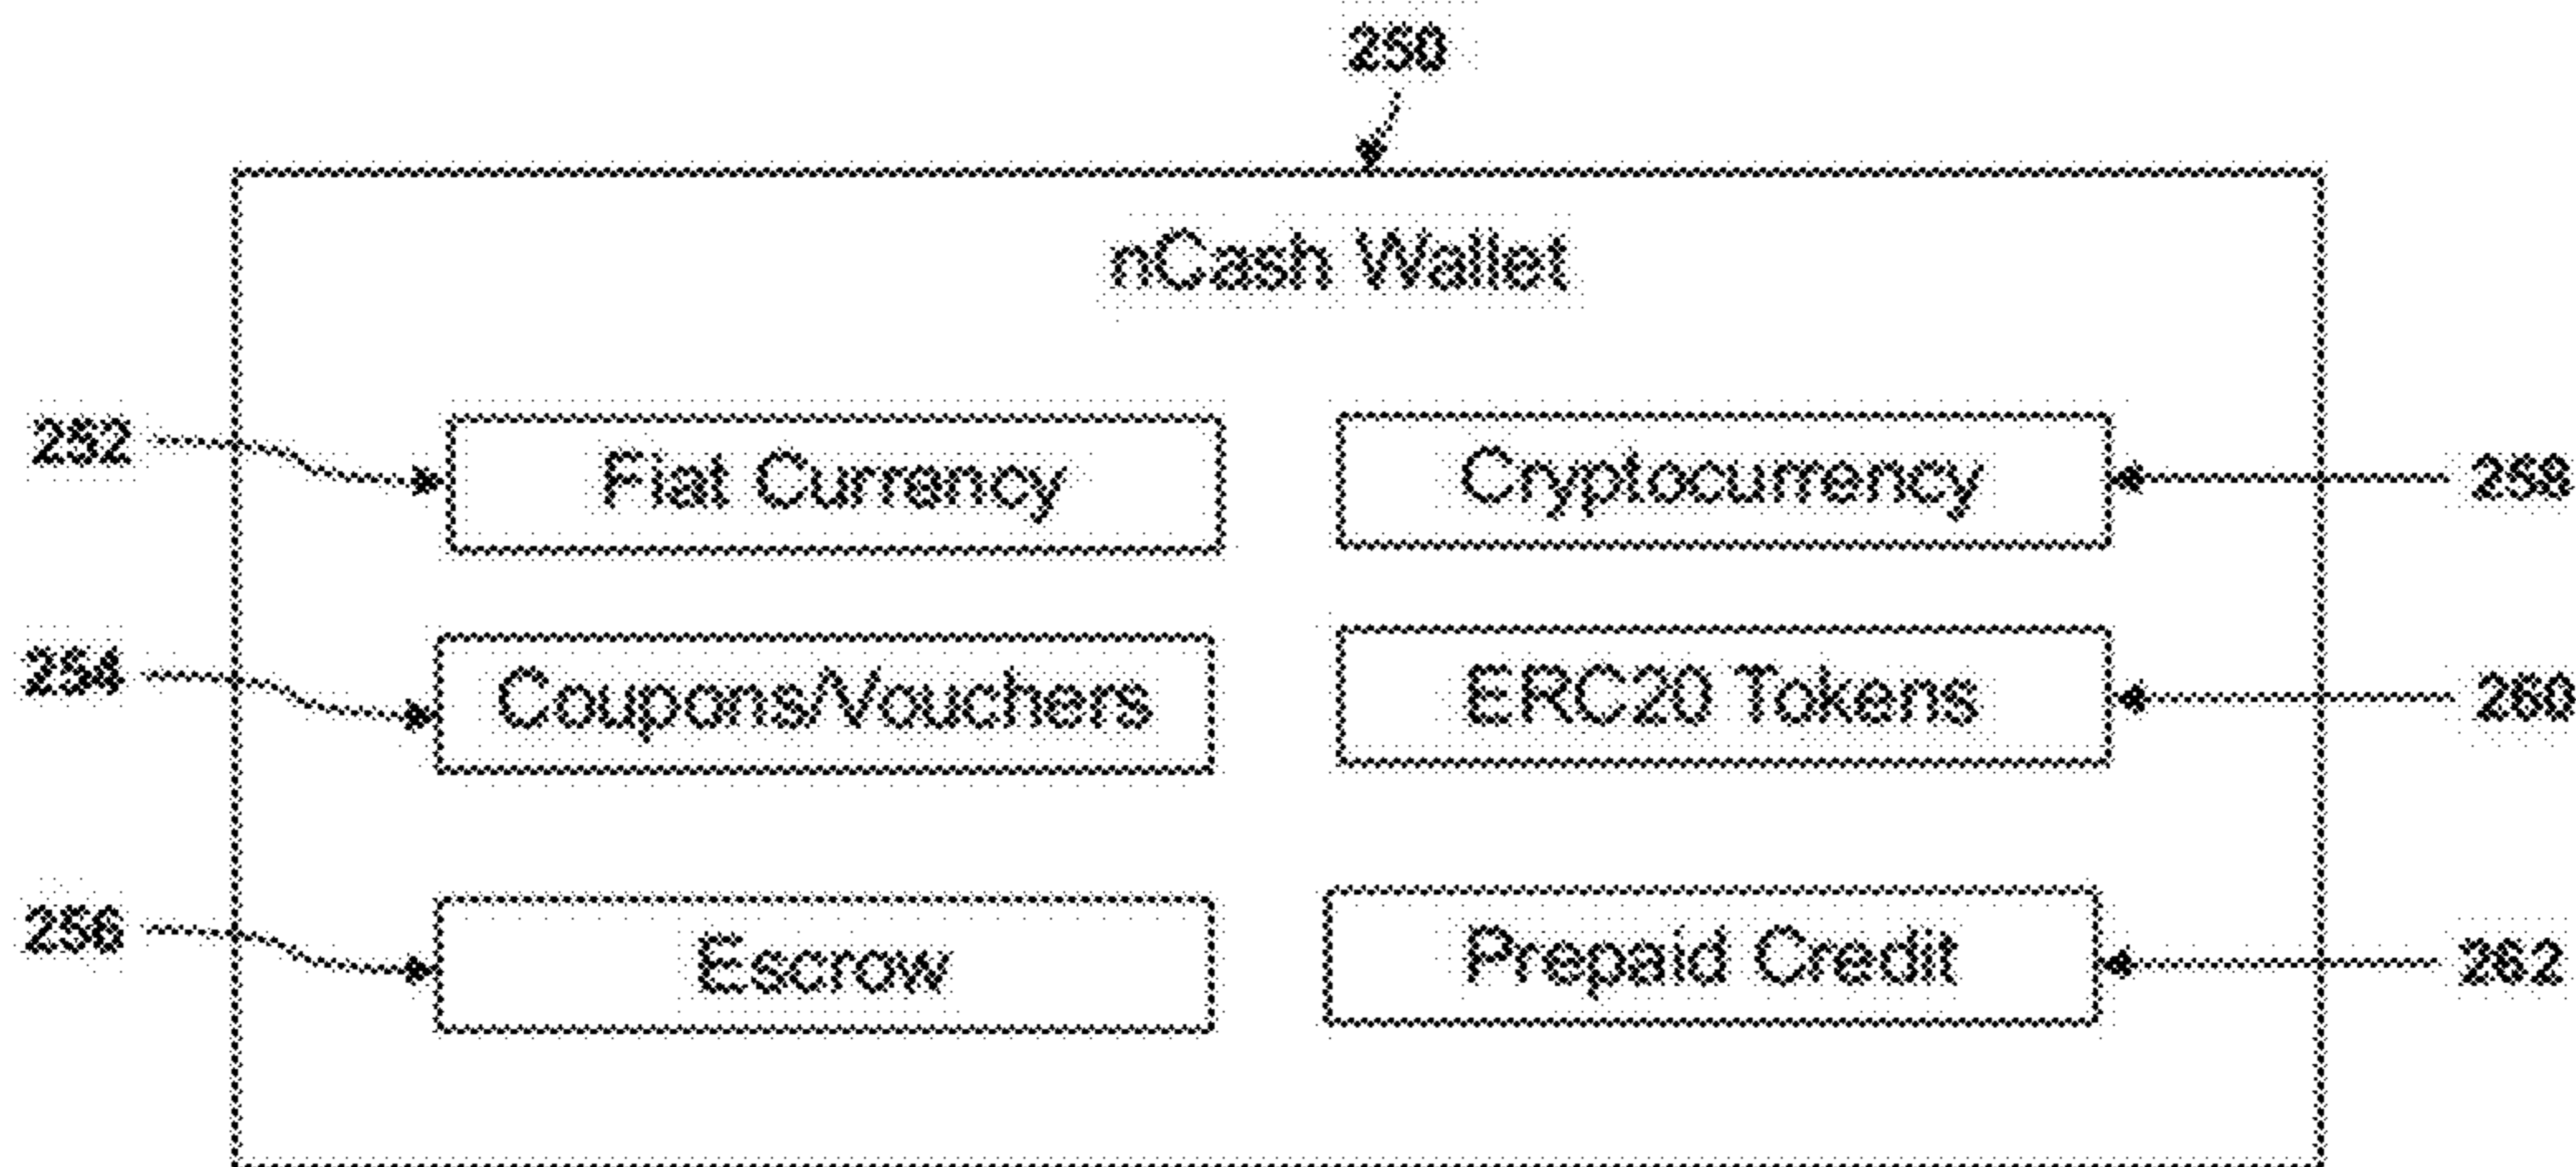 250
nCash Wallet
252
Fiat Currency
Cryptocurrency
258
254
Coupons/Vouchers
ERC20 Tokens
260
256
Escrow
Prepaid Credit
262